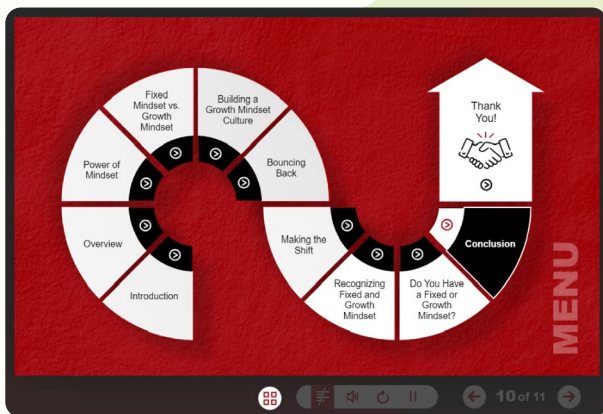 Introduction
Overview
Power of
Mindset
Fixed
Mindset vs.
Growth
Mindset
Building a
Growth Mindset
Culture
Bouncing
Back
Making the
Shift
Recognizing
Fixed and
Growth
Mindset
Do You Have
a Fixed or
Growth
Mindset?
Conclusion
Thank
You!
MENU
10 of 11